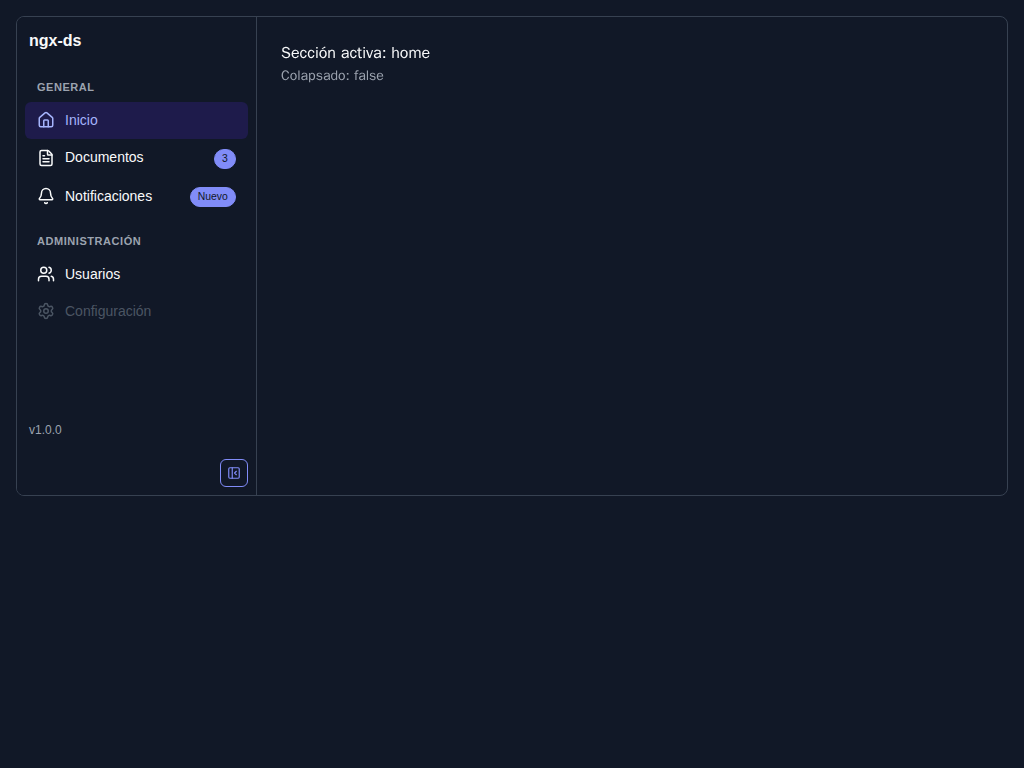 ngx-ds
GENERAL
Inicio
Documentos 3
Notificaciones Nuevo
ADMINISTRACIÓN
Usuarios
Configuración
v1.0.0
Sección activa: home
Colapsado: false